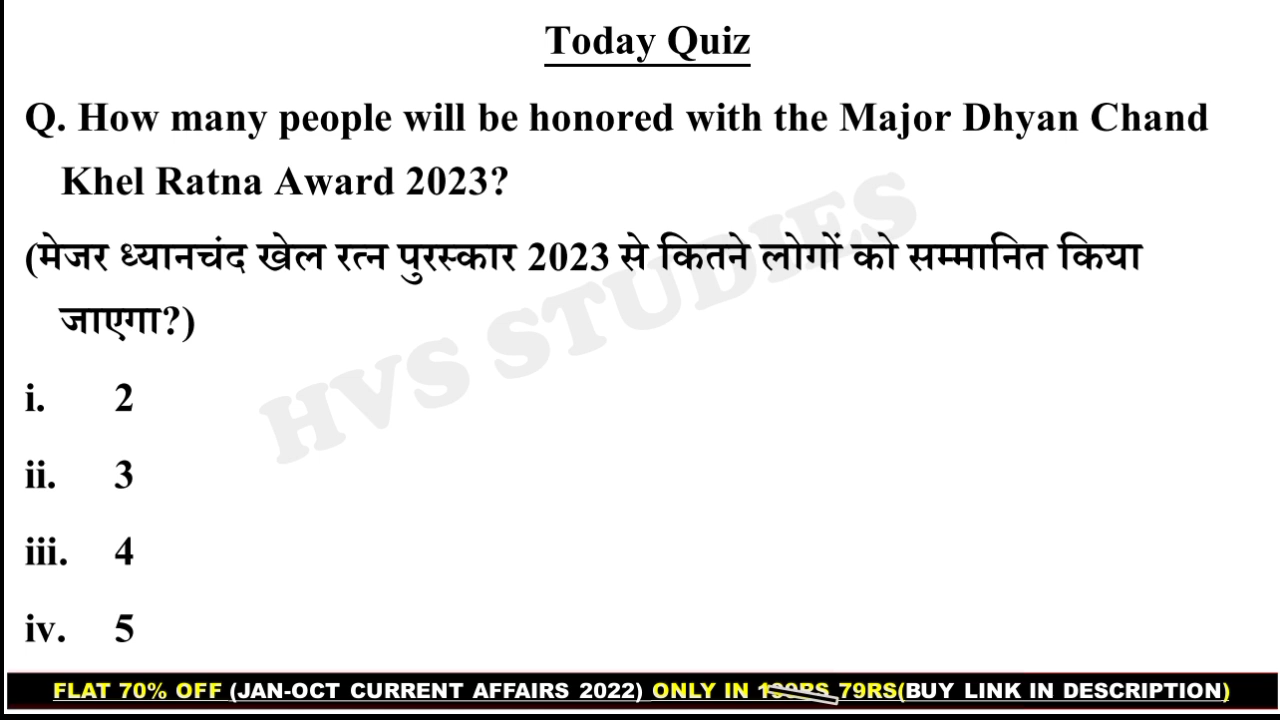 Today Quiz
Q. How many people will be honored with the Major Dhyan Chand
Khel Ratna Award 2023?
(मेजर ध्यानचंद खेल रत्न पुरस्कार 2023 से कितने लोगों को सम्मानित किया
जाएगा?)
HVS STUDIES
i. 2
ii. 3
iii. 4
iv. 5
FLAT 70% OFF (JAN-OCT CURRENT AFFAIRS 2022) ONLY IN 79RS(BUY LINK IN DESCRIPTION)